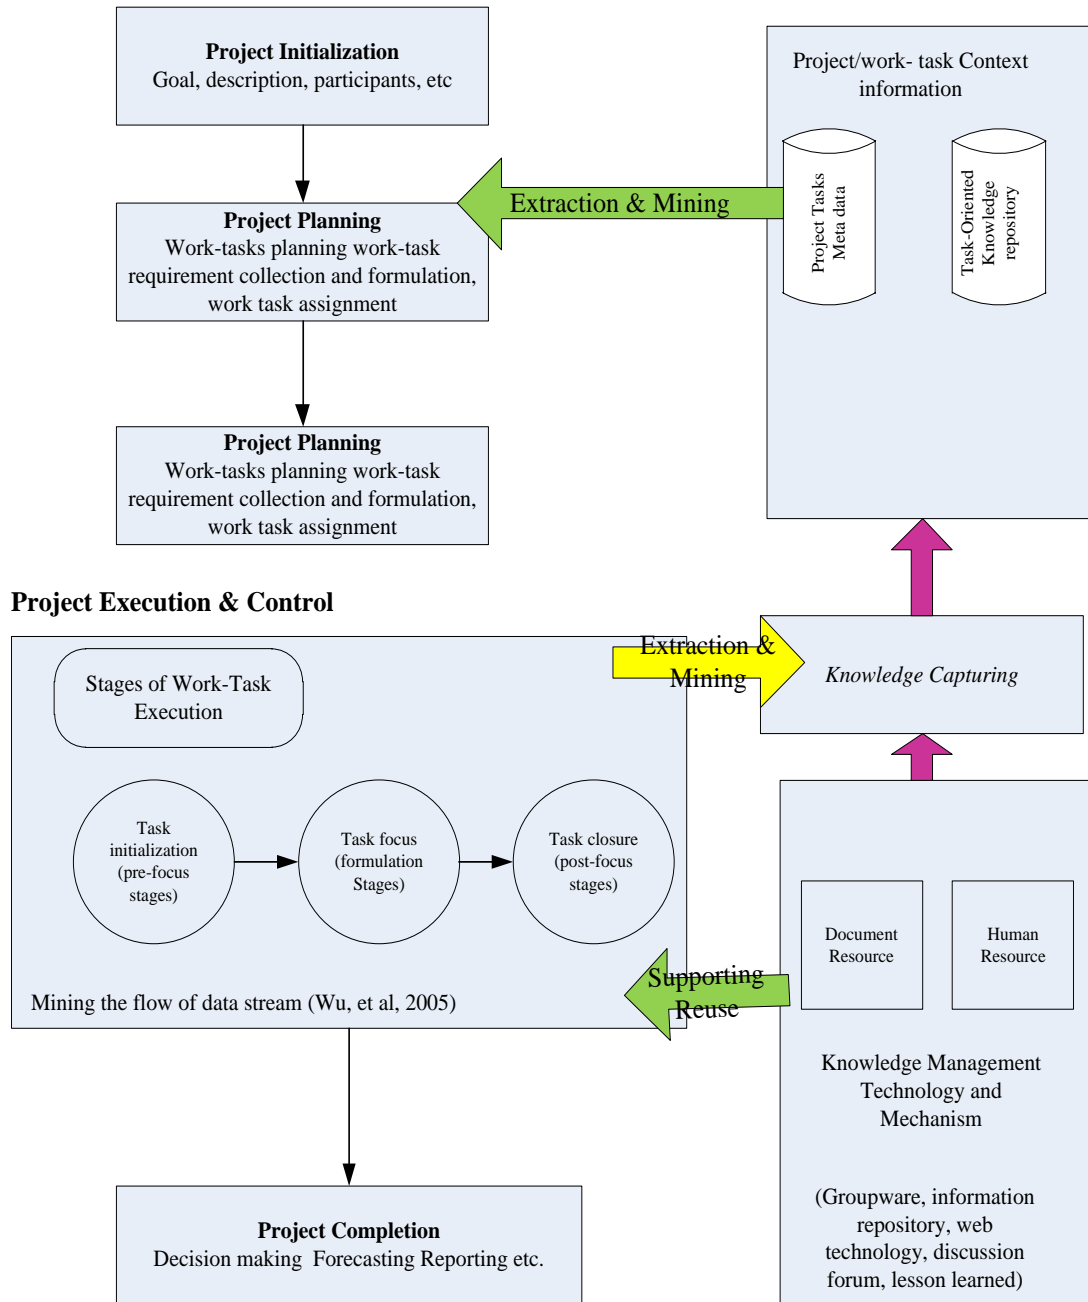 Project Initialization
Goal, description, participants, etc
Project/work- task Context
information
Project Tasks
Meta data
Task-Oriented
Knowledge
repository
Extraction & Mining
Project Planning
Work-tasks planning work-task
requirement collection and formulation,
work task assignment
Project Planning
Work-tasks planning work-task
requirement collection and formulation,
work task assignment
Project Execution & Control
Stages of Work-Task
Execution
Extraction &
Mining
Knowledge Capturing
Task
initialization
(pre-focus
stages)
Task focus
(formulation
Stages)
Task closure
(post-focus
stages)
Mining the flow of data stream (Wu, et al, 2005)
Supporting
Reuse
Document
Resource
Human
Resource
Knowledge Management
Technology and
Mechanism
(Groupware, information
repository, web
technology, discussion
forum, lesson learned)
Project Completion
Decision making  Forecasting Reporting etc.